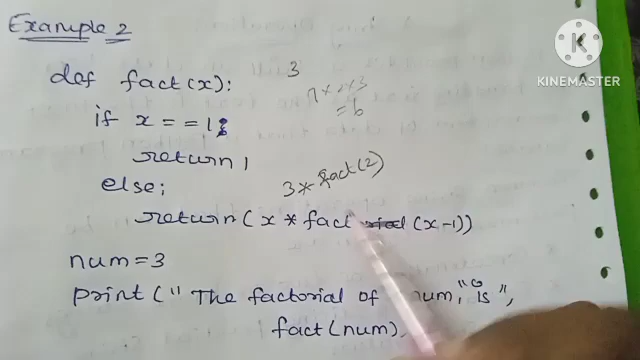 Example 2
def fact(x):
3
1 × 2 × 3
= 6
if x == 1:
return 1
else:
3 * fact(2)
return (x * fact (x-1))
num = 3
print ("The factorial of num, "is",
fact(num)
KINEMASTER